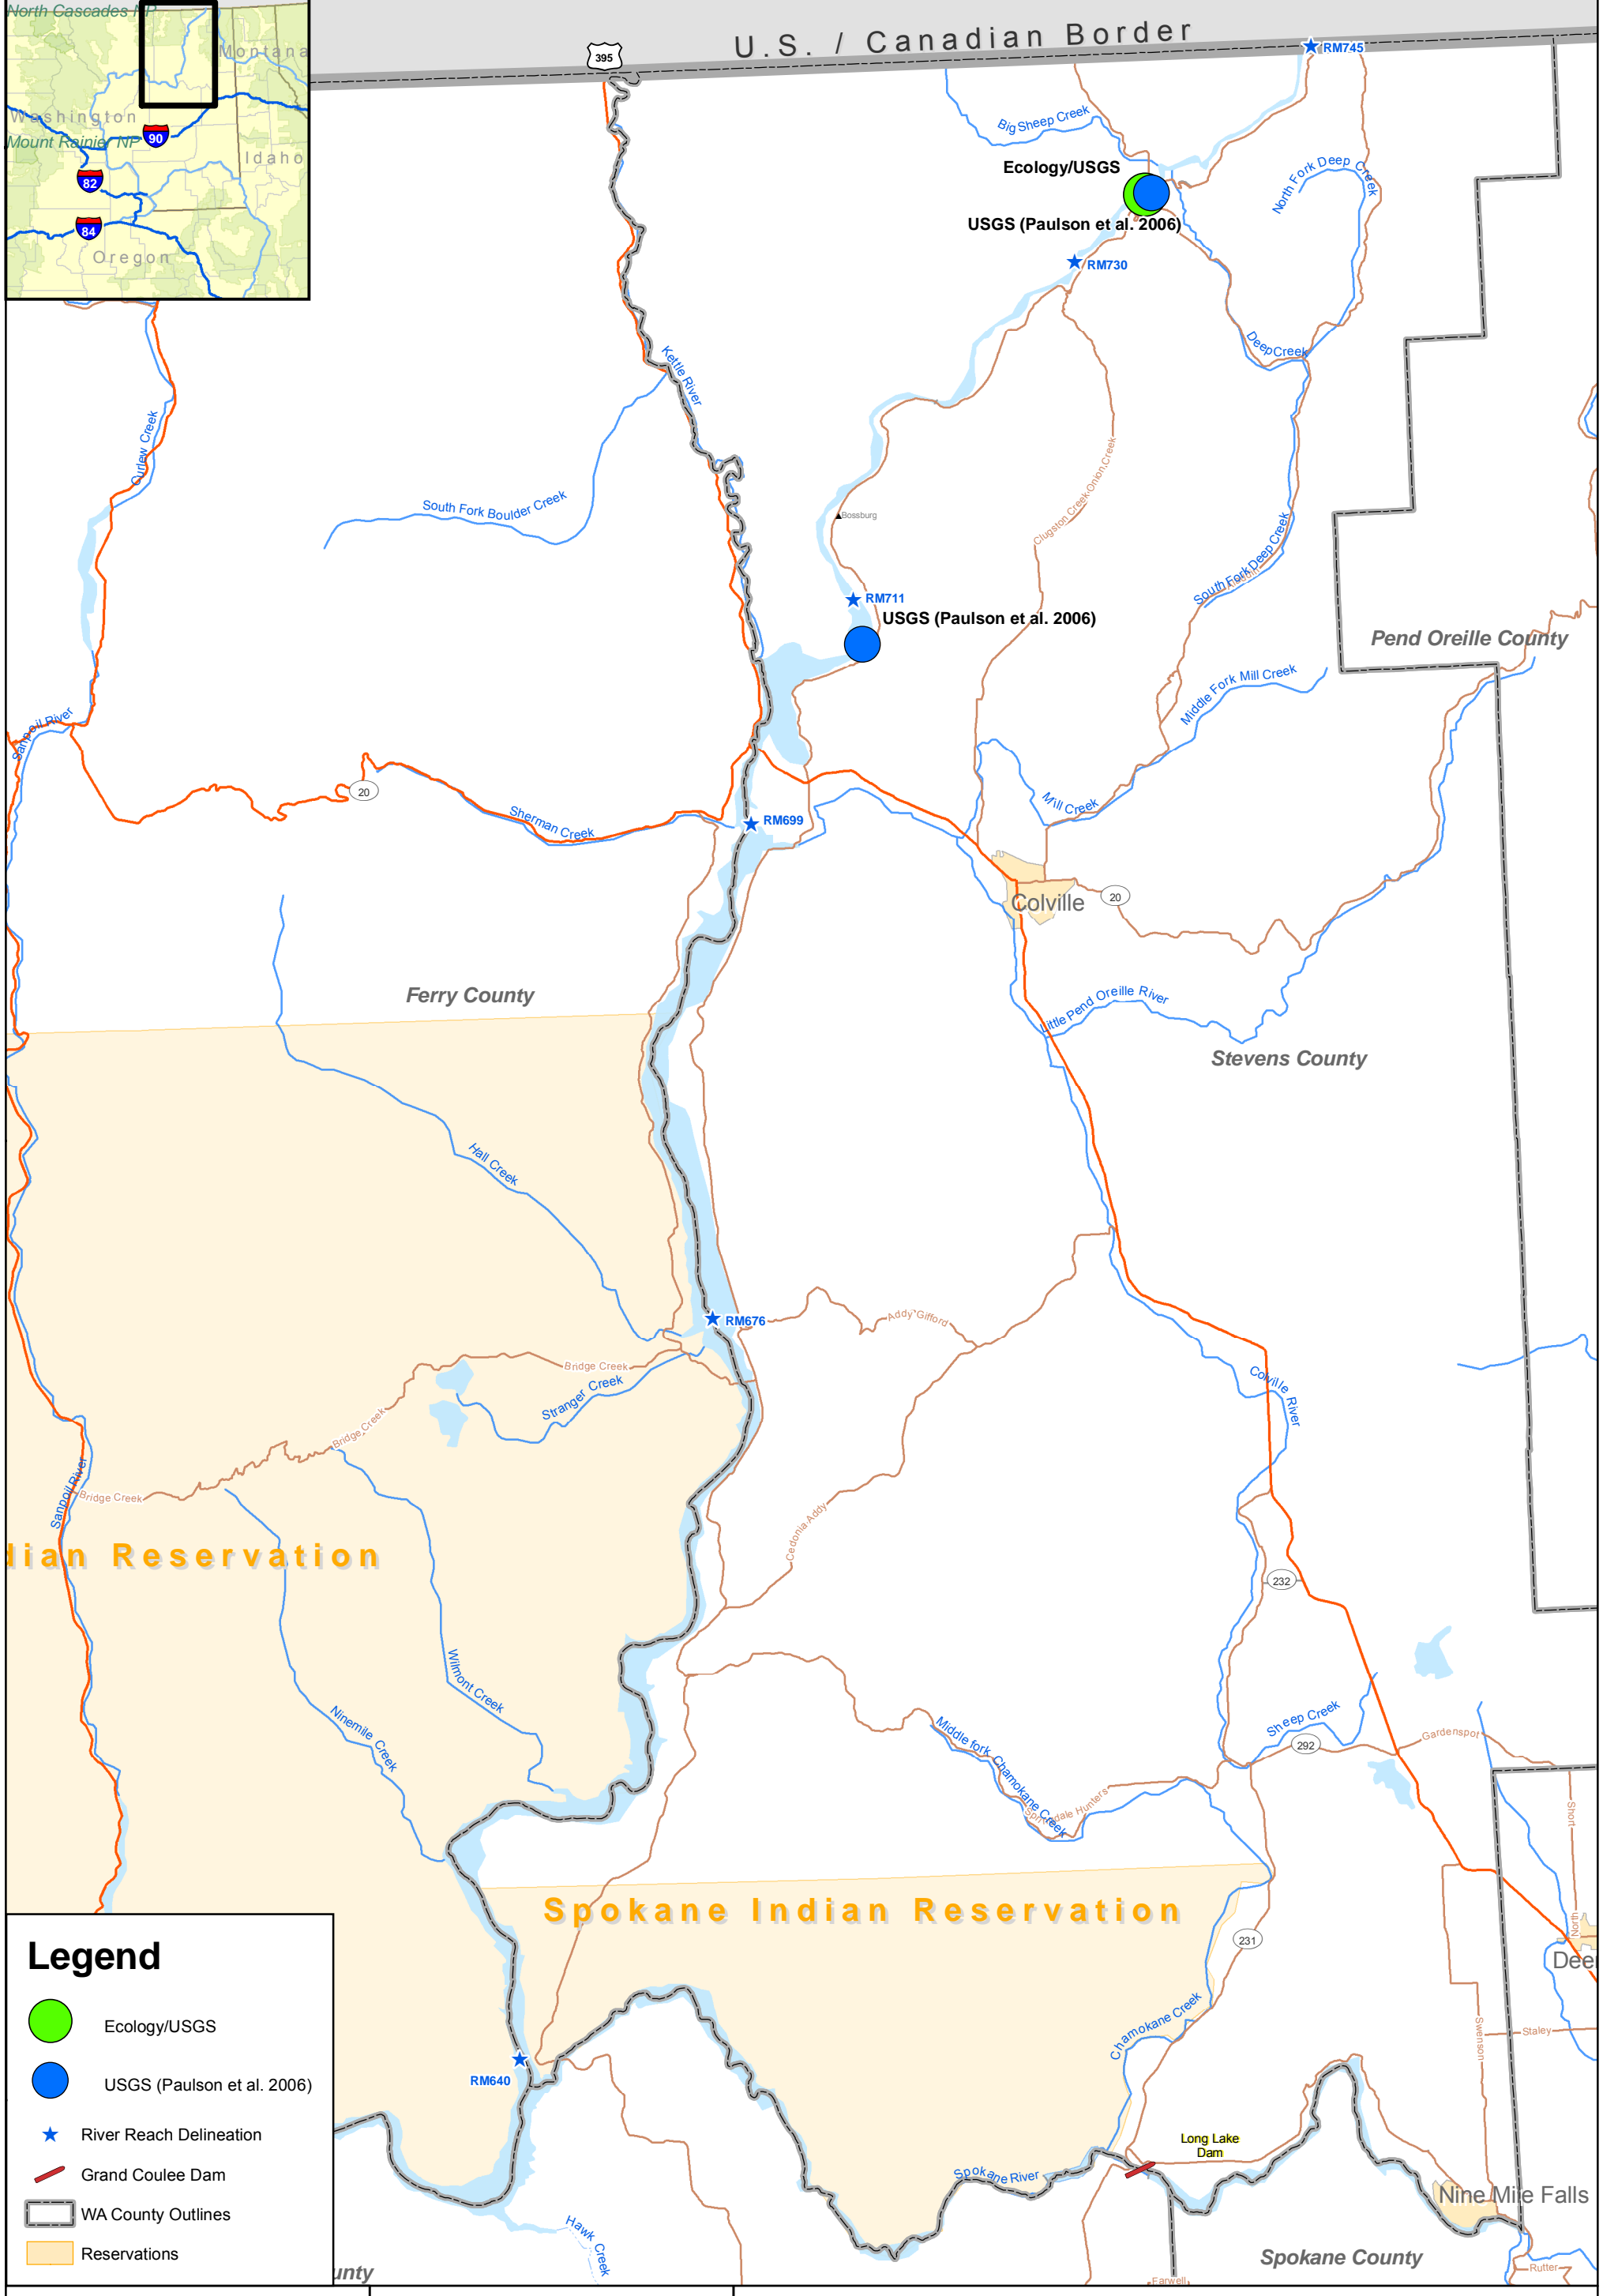 North Cascades NP
Montana
Washington
Mount Rainier NP
90
Idaho
82
84
Oregon
U.S. / Canadian Border
395
RM745
Big Sheep Creek
Ecology/USGS
North Fork Deep Creek
USGS (Paulson et al. 2006)
RM730
Deep Creek
Kettle River
Curlew Creek
Clugston Creek-Onion Creek
South Fork Boulder Creek
Bossburg
South Fork Deep Creek
RM711
USGS (Paulson et al. 2006)
Pend Oreille County
Middle Fork Mill Creek
Sanpoil River
20
Mill Creek
Sherman Creek
RM699
Colville
20
Ferry County
Little Pend Oreille River
Stevens County
Hall Creek
RM676
Addy Gifford
Bridge Creek
Stranger Creek
Colville River
Bridge Creek
Sanpoil River
Bridge Creek
Cedonia-Addy
dian Reservation
232
Wilmont Creek
Ninemile Creek
Middle fork Chamokane Creek
Sheep Creek
292
Gardenspot
Hunters
Short
Spokane Indian Reservation
231
North
Deer
Chamokane Creek
Swenson
Staley
RM640
Long Lake
Dam
Spokane River
Nine Mile Falls
Hawk Creek
Spokane County
Rutter
Farwell
unty
Legend
Ecology/USGS
USGS (Paulson et al. 2006)
River Reach Delineation
Grand Coulee Dam
WA County Outlines
Reservations